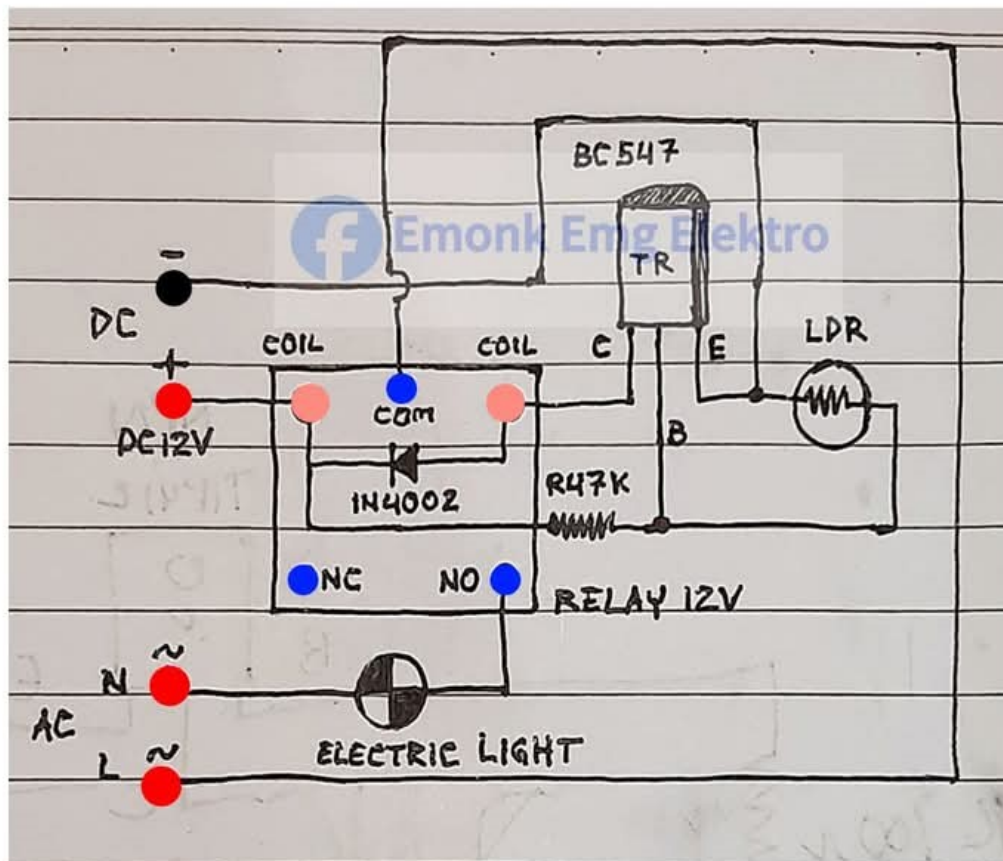 BC547
f Emonk Emg Elektro
TR
-
DC
+
DC12V
COIL
COIL
COM
C
E
B
LDR
1N4002
R47K
NC
NO
RELAY 12V
N
~
AC
L
~
ELECTRIC LIGHT